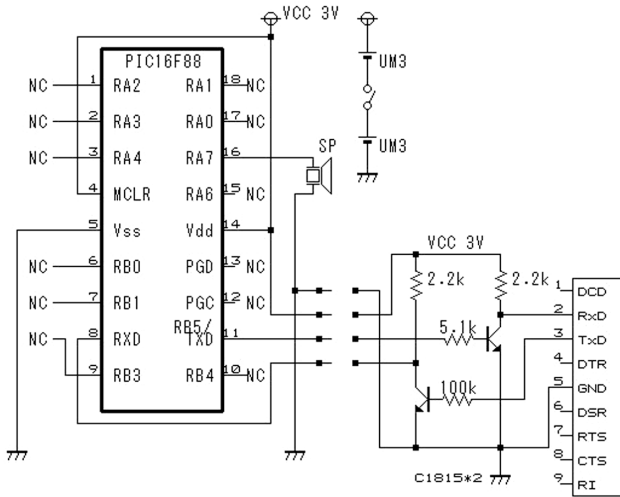 VCC 3V
PIC16F88
NC 1 RA2 RA1 18 NC
NC 2 RA3 RA0 17 NC
NC 3 RA4 RA7 16
SP
4 MCLR RA6 15 NC
5 Vss Vdd 14
NC 6 RB0 PGD 13 NC
NC 7 RB1 PGC 12 NC
RB5/
NC 8 RXD TXD 11
9 RB3 RB4 10 NC
UM3
UM3
VCC 3V
2.2k 2.2k
5.1k
100k
C1815*2
1 DCD
2 RxD
3 TxD
4 DTR
5 GND
6 DSR
7 RTS
8 CTS
9 RI